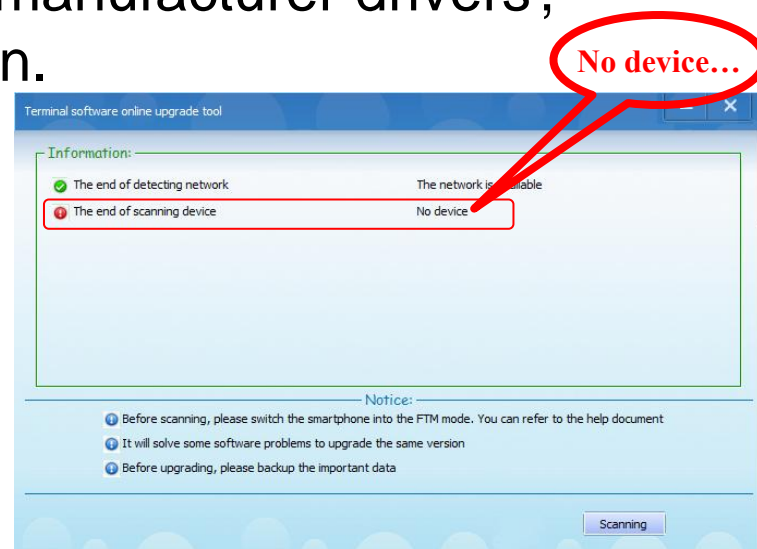 manufacturer drivers,
n.
No device...
Terminal software online upgrade tool
Information:
The end of detecting network The network is
The end of scanning device No device
Notice:
Before scanning, please switch the smartphone into the FTM mode. You can refer to the help document
It will solve some software problems to upgrade the same version
Before upgrading, please backup the important data
Scanning